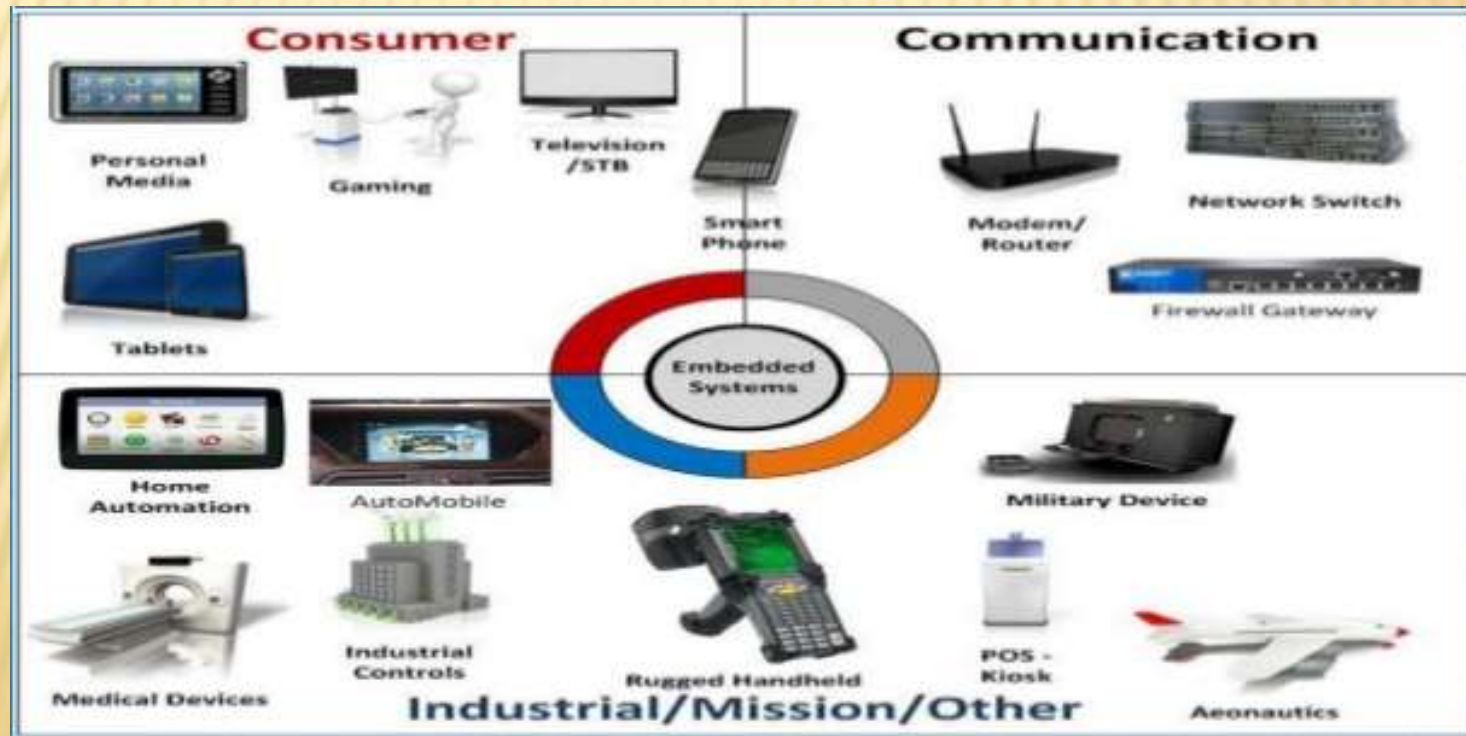 Consumer
Communication
Personal
Media
Gaming
Television
/STB
Smart
Phone
Modem/
Router
Network Switch
Firewall Gateway
Tablets
Embedded
Systems
Home
Automation
AutoMobile
Military Device
Medical Devices
Industrial
Controls
Rugged Handheld
POS -
Kiosk
Aeonautics
Industrial/Mission/Other